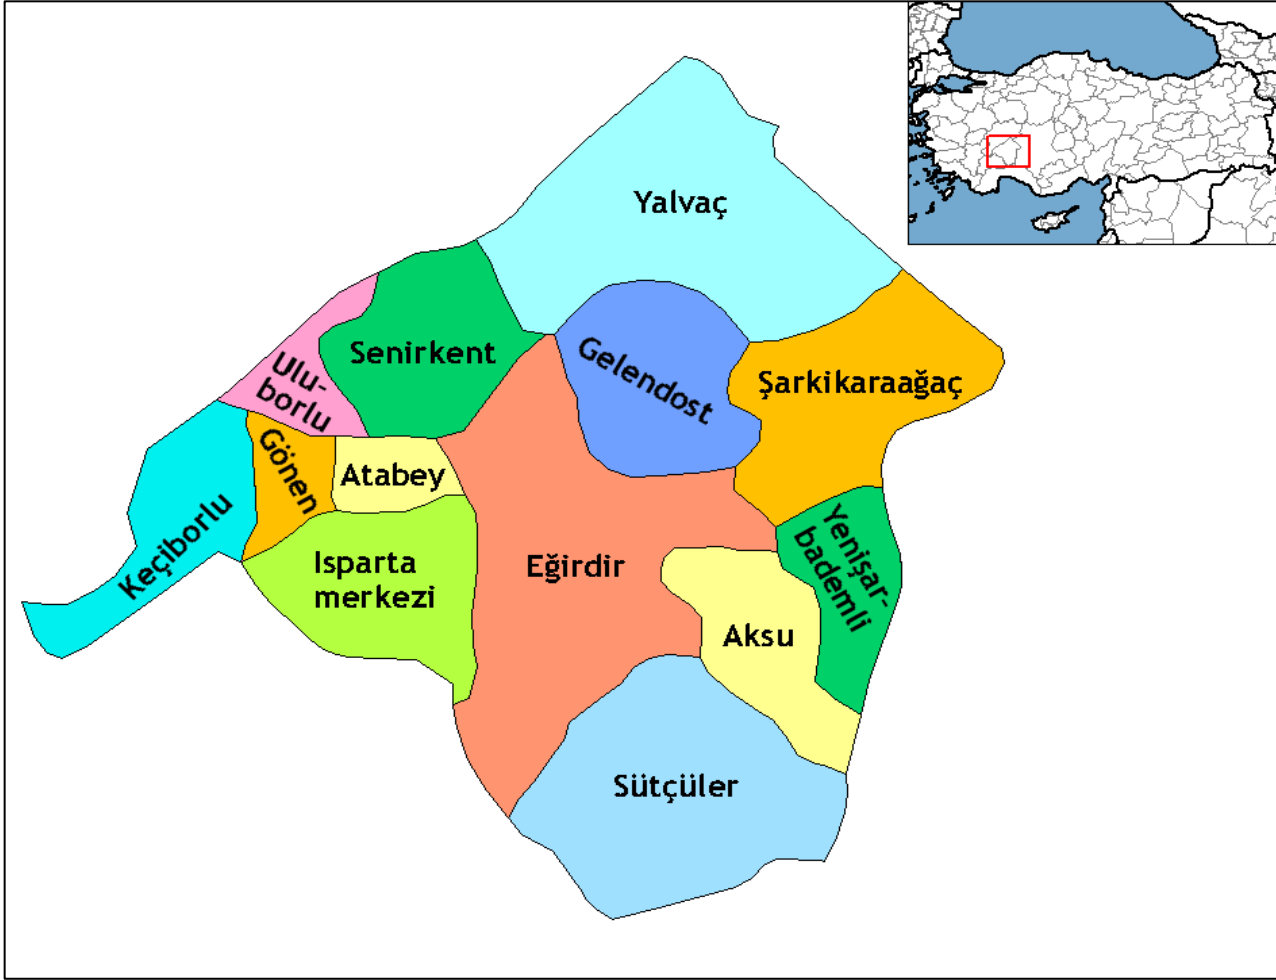 Yalvaç
Senirkent
Gelendost
Şarkikaraağaç
Ulu-
borlu
Gönen
Atabey
Keçiborlu
Isparta
merkezi
Eğirdir
Yenişar-
bademli
Aksu
Sütçüler